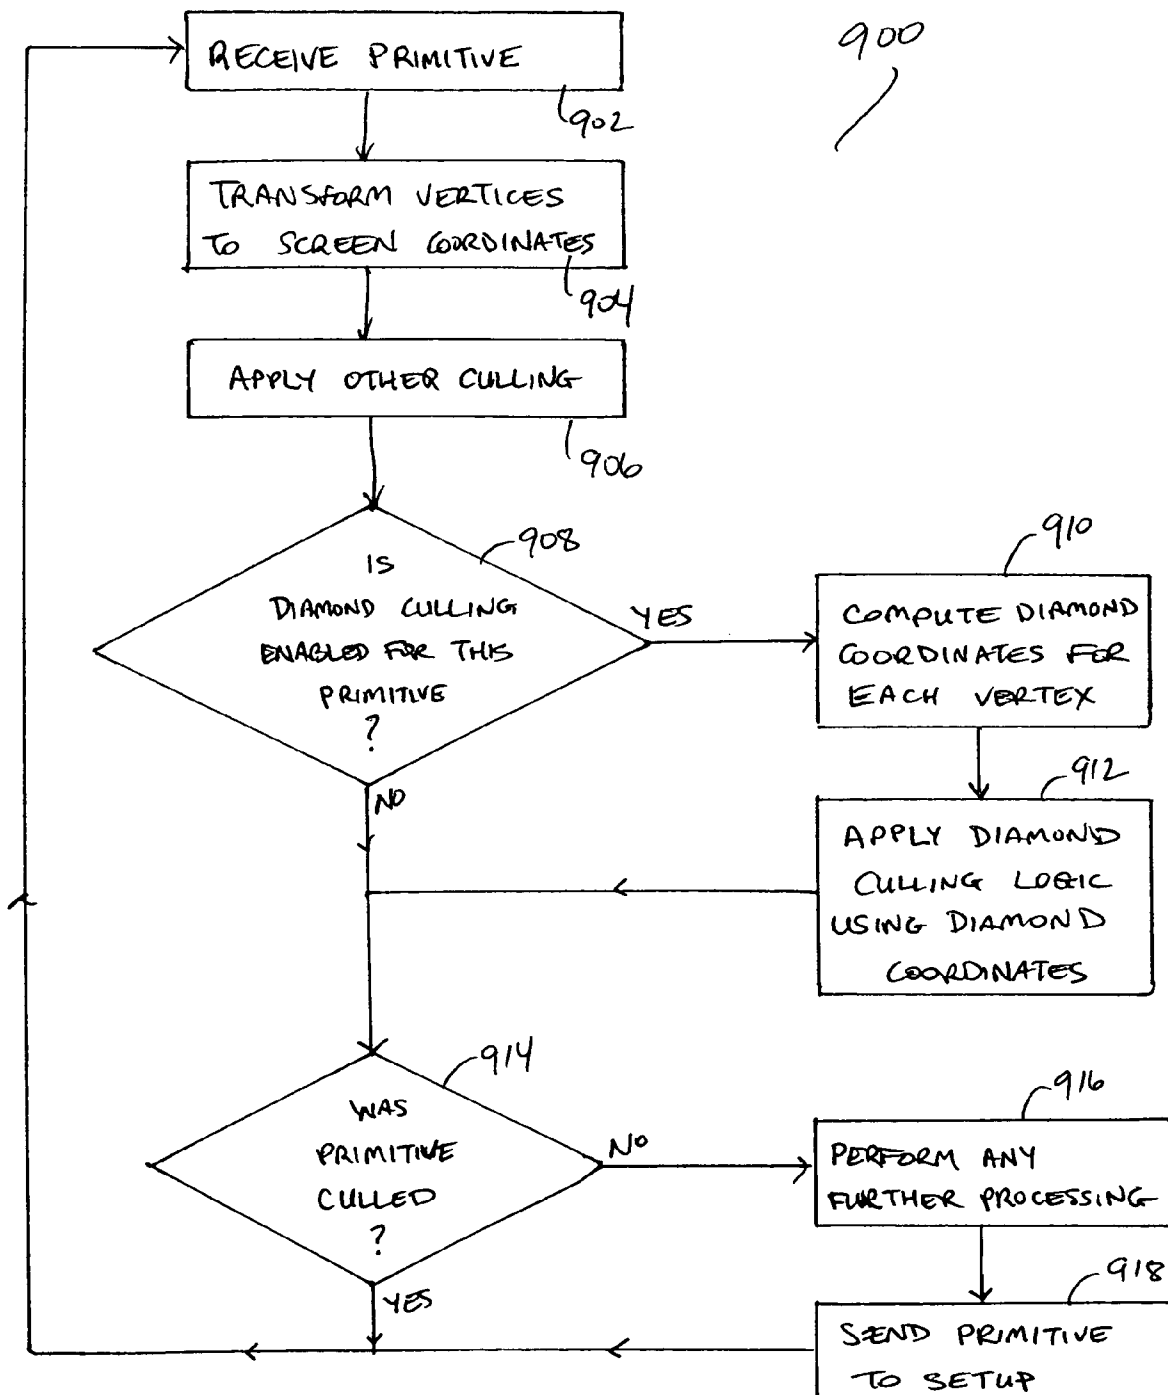 900
RECEIVE PRIMITIVE
902
TRANSFORM VERTICES
TO SCREEN COORDINATES
904
APPLY OTHER CULLING
906
908
IS
DIAMOND CULLING
ENABLED FOR THIS
PRIMITIVE
?
YES
NO
910
COMPUTE DIAMOND
COORDINATES FOR
EACH VERTEX
912
APPLY DIAMOND
CULLING LOGIC
USING DIAMOND
COORDINATES
914
WAS
PRIMITIVE
CULLED
?
NO
YES
916
PERFORM ANY
FURTHER PROCESSING
918
SEND PRIMITIVE
TO SETUP